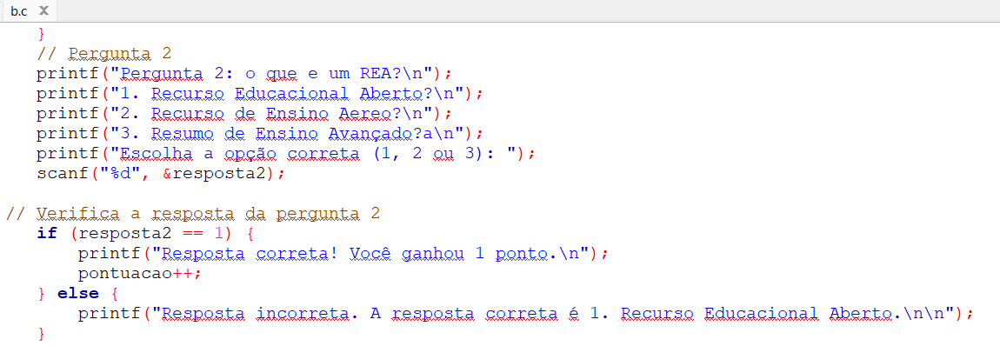 b.c X
}
// Pergunta 2
printf("Pergunta 2: o que e um REA?\n");
printf("1. Recurso Educacional Aberto?\n");
printf("2. Recurso de Ensino Aereo?\n");
printf("3. Resumo de Ensino Avançado?a\n");
printf("Escolha a opção correta (1, 2 ou 3): ");
scanf("%d", &resposta2);
// Verifica a resposta da pergunta 2
if (resposta2 == 1) {
printf("Resposta correta! Você ganhou 1 ponto.\n");
pontuacao++;
} else {
printf("Resposta incorreta. A resposta correta é 1. Recurso Educacional Aberto.\n\n");
}